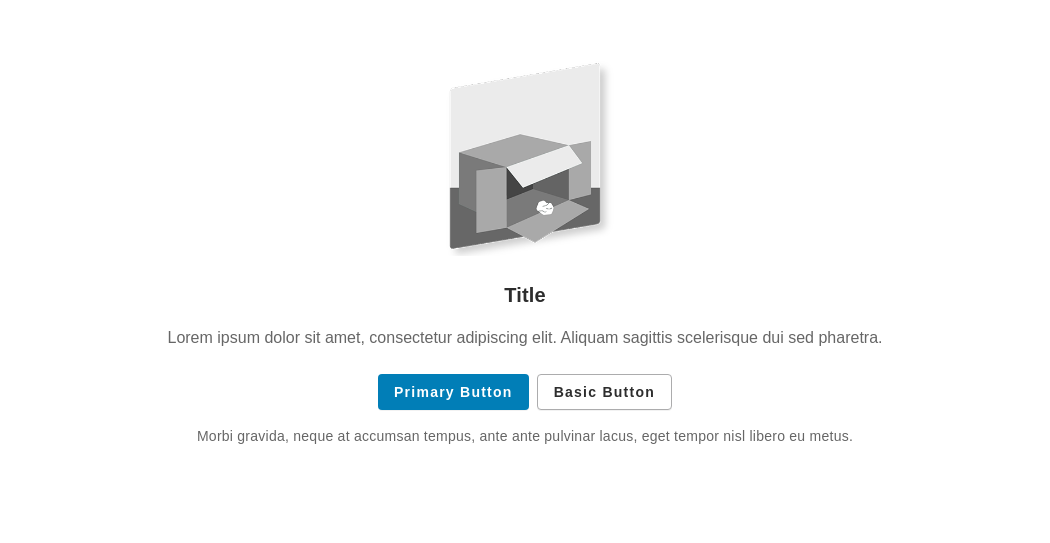 Title
Lorem ipsum dolor sit amet, consectetur adipiscing elit. Aliquam sagittis scelerisque dui sed pharetra.
Primary Button Basic Button
Morbi gravida, neque at accumsan tempus, ante ante pulvinar lacus, eget tempor nisl libero eu metus.